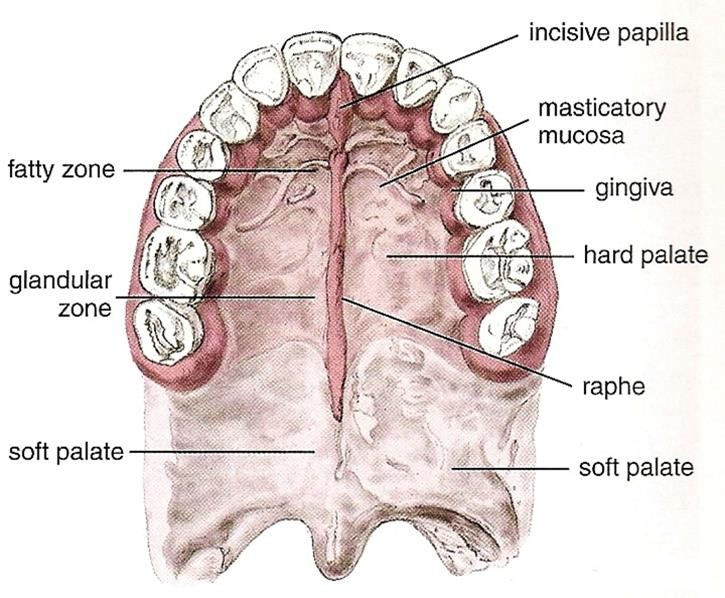 incisive papilla
masticatory
mucosa
fatty zone
gingiva
hard palate
glandular
zone
raphe
soft palate
soft palate